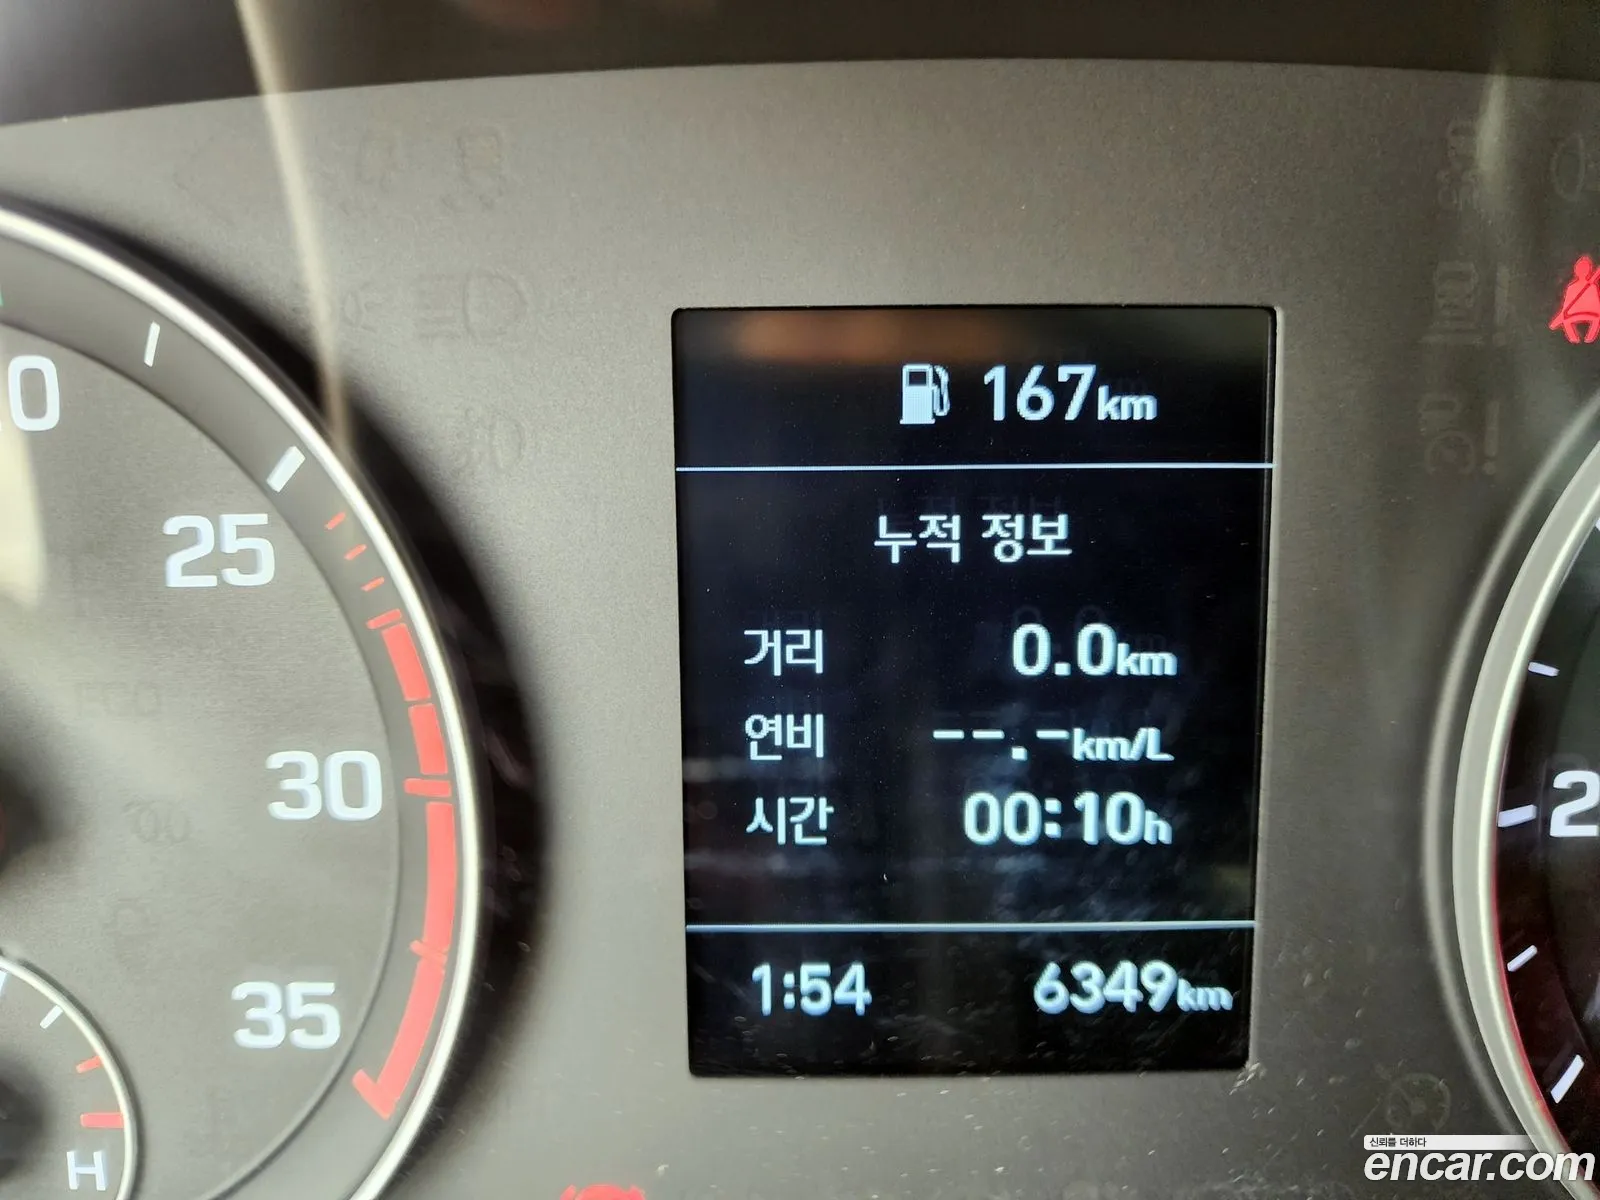 167km
누적 정보
거리 0.0km
연비 --.-km/L
시간 00:10h
1:54 6349km
25
30
35
H
2
신뢰를 더하다
encar.com